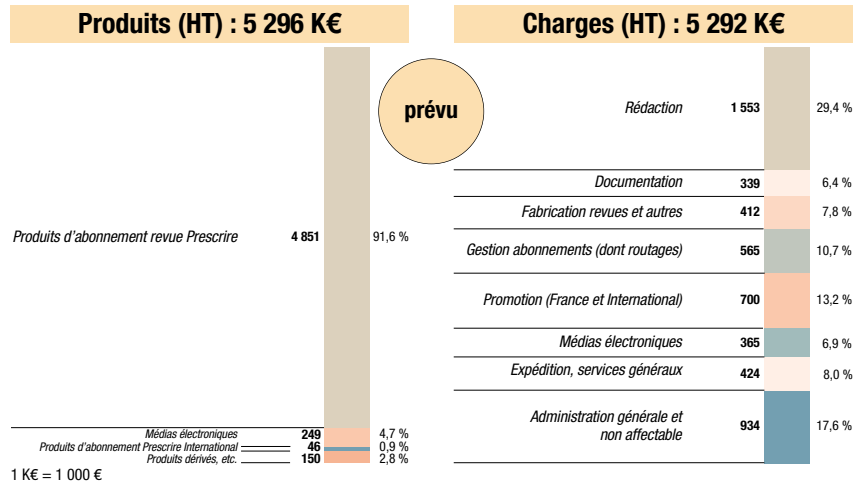 Produits (HT) : 5 296 K€
Produits d'abonnement revue Prescrire 4 851 91,6 %
Médias électroniques 249 4,7 %
Produits d'abonnement Prescrire International 46 0,9 %
Produits dérivés, etc. 150 2,8 %
1 K€ = 1 000 €
prévu
Charges (HT) : 5 292 K€
Rédaction 1 553 29,4 %
Documentation 339 6,4 %
Fabrication revues et autres 412 7,8 %
Gestion abonnements (dont routages) 565 10,7 %
Promotion (France et International) 700 13,2 %
Médias électroniques 365 6,9 %
Expédition, services généraux 424 8,0 %
Administration générale et
non affectable 934 17,6 %